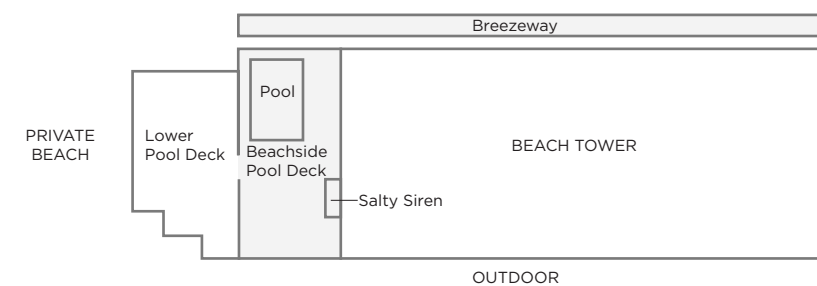 Breezeway
Pool
PRIVATE
BEACH
Lower
Pool Deck
Beachside
Pool Deck
BEACH TOWER
Salty Siren
OUTDOOR